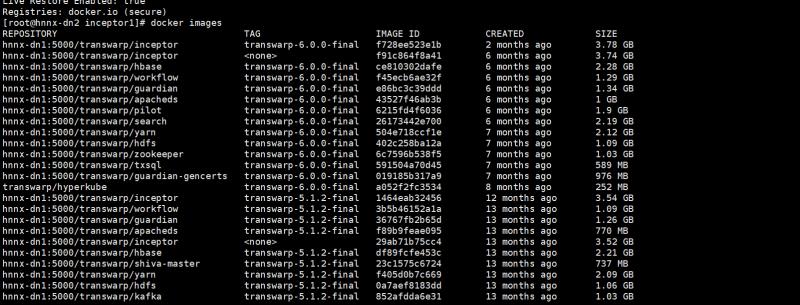 Live Restore Enabled: true
Registries: docker.io (secure)
[root@hnnx-dn2 inceptor1]# docker images
REPOSITORY TAG IMAGE ID CREATED SIZE
hnnx-dn1:5000/transwarp/inceptor transwarp-6.0.0-final f728ee523e1b 2 months ago 3.78 GB
hnnx-dn1:5000/transwarp/inceptor <none> f91c864f8a41 6 months ago 3.74 GB
hnnx-dn1:5000/transwarp/hbase transwarp-6.0.0-final ce810302dafe 6 months ago 2.28 GB
hnnx-dn1:5000/transwarp/workflow transwarp-6.0.0-final f45ecb6ae32f 6 months ago 1.29 GB
hnnx-dn1:5000/transwarp/guardian transwarp-6.0.0-final e86bc3c39ddd 6 months ago 1.34 GB
hnnx-dn1:5000/transwarp/apacheds transwarp-6.0.0-final 43527f46ab3b 6 months ago 1 GB
hnnx-dn1:5000/transwarp/pilot transwarp-6.0.0-final 6215fd4f6036 6 months ago 1.9 GB
hnnx-dn1:5000/transwarp/search transwarp-6.0.0-final 26173442e700 6 months ago 2.19 GB
hnnx-dn1:5000/transwarp/yarn transwarp-6.0.0-final 504e718ccf1e 7 months ago 2.12 GB
hnnx-dn1:5000/transwarp/hdfs transwarp-6.0.0-final 402c258ba12a 7 months ago 1.09 GB
hnnx-dn1:5000/transwarp/zookeeper transwarp-6.0.0-final 6c7596b538f5 7 months ago 1.03 GB
hnnx-dn1:5000/transwarp/txsql transwarp-6.0.0-final 591504a70d45 7 months ago 589 MB
hnnx-dn1:5000/transwarp/guardian-gencerts transwarp-6.0.0-final 019185b317a9 7 months ago 976 MB
transwarp/hyperkube transwarp-6.0.0-final a052f2fc3534 8 months ago 252 MB
hnnx-dn1:5000/transwarp/inceptor transwarp-5.1.2-final 1464eab32456 12 months ago 3.54 GB
hnnx-dn1:5000/transwarp/workflow transwarp-5.1.2-final 3b5b46152a1a 13 months ago 1.09 GB
hnnx-dn1:5000/transwarp/guardian transwarp-5.1.2-final 36767fb2b65d 13 months ago 1.26 GB
hnnx-dn1:5000/transwarp/apacheds transwarp-5.1.2-final f89b9feae095 13 months ago 770 MB
hnnx-dn1:5000/transwarp/inceptor <none> 29ab71b75cc4 13 months ago 3.52 GB
hnnx-dn1:5000/transwarp/hbase transwarp-5.1.2-final df89fcfe453c 13 months ago 2.21 GB
hnnx-dn1:5000/transwarp/shiva-master transwarp-5.1.2-final 23c1575c6724 13 months ago 737 MB
hnnx-dn1:5000/transwarp/yarn transwarp-5.1.2-final f405d0b7c669 13 months ago 2.09 GB
hnnx-dn1:5000/transwarp/hdfs transwarp-5.1.2-final 0a7aef8183dd 13 months ago 1.06 GB
hnnx-dn1:5000/transwarp/kafka transwarp-5.1.2-final 852afdda6e31 13 months ago 1.03 GB